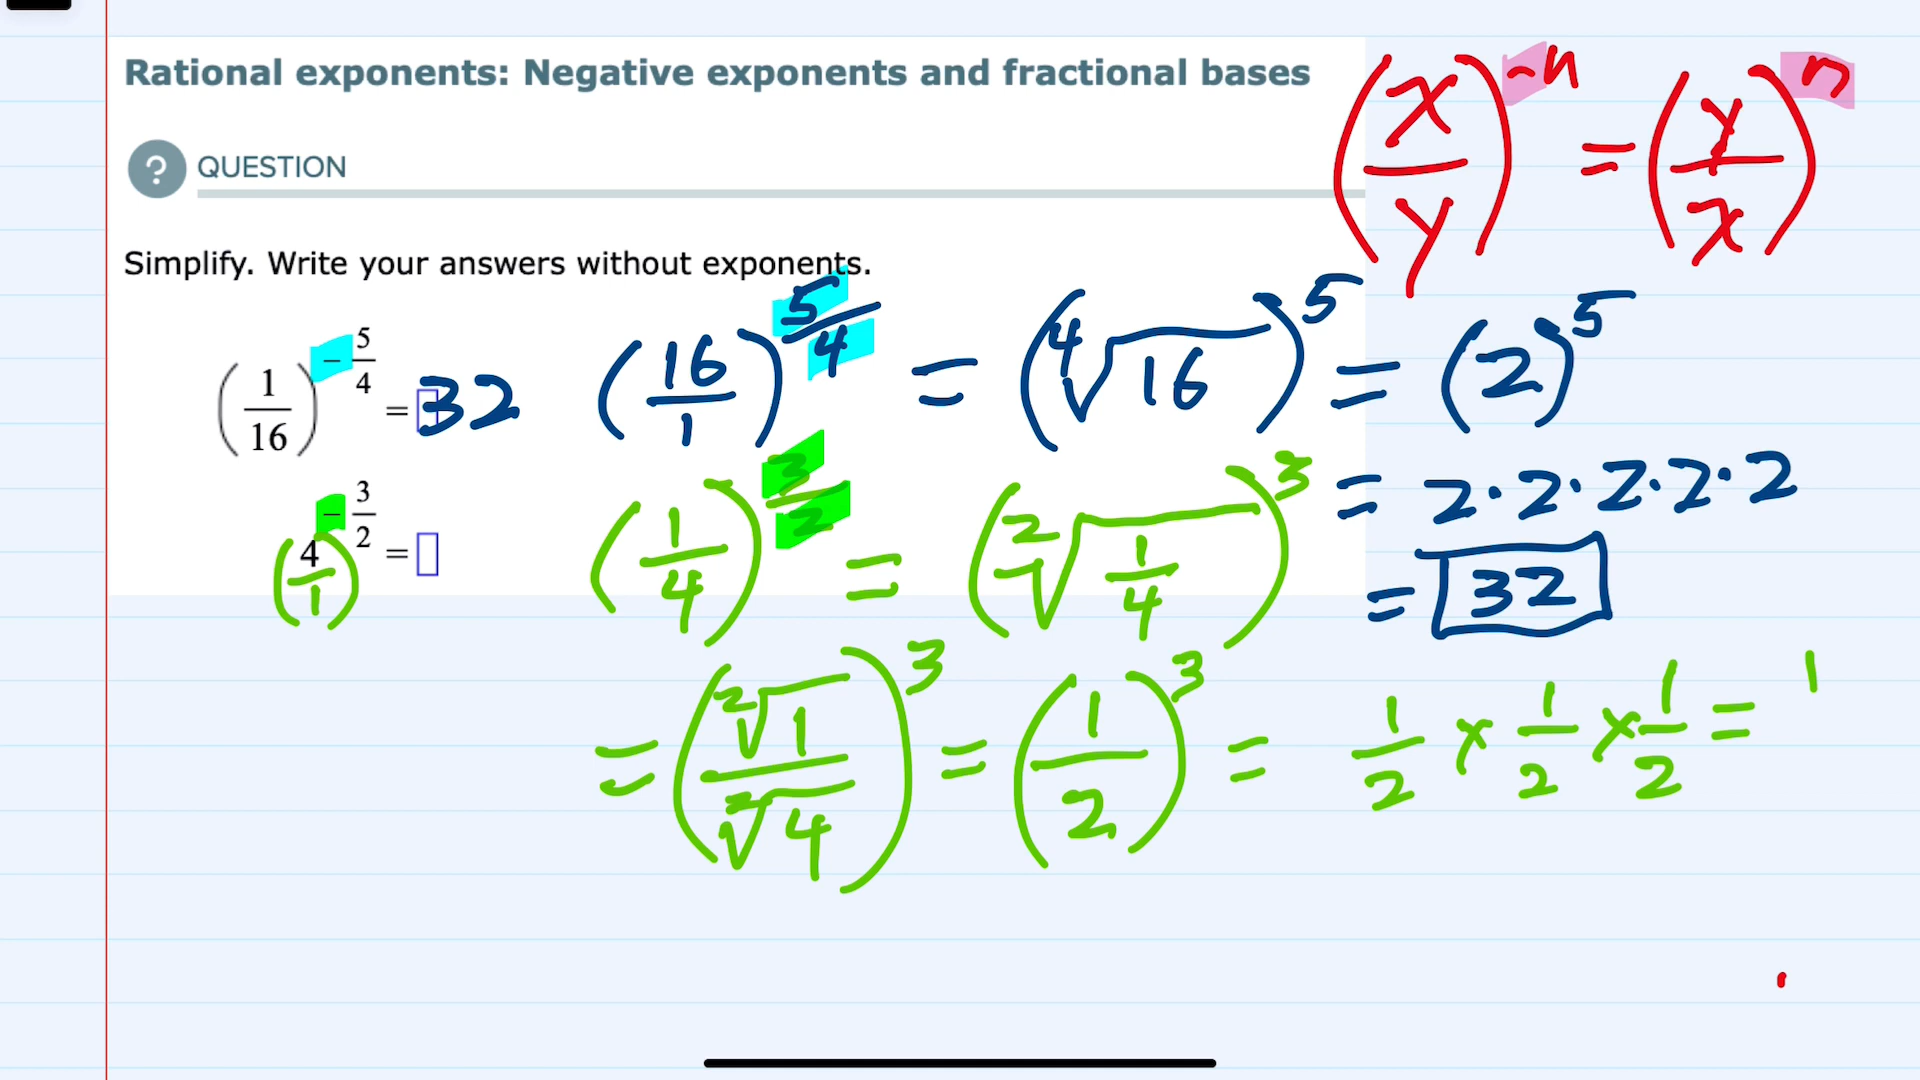 Rational exponents: Negative exponents and fractional bases
(x/y)^-n = (y/x)^n
? QUESTION
Simplify. Write your answers without exponents.
(1/16)^(-5/4) = 32 (16/1)^(5/4) = (⁴√16)^5 = (2)^5
= 2·2·2·2·2
= 32
4^(-3/2) = (1/4)^(3/2) = (²√(1/4))^3
(4/1)
= (²√1/²√4)^3 = (1/2)^3 = 1/2 × 1/2 × 1/2 = 1